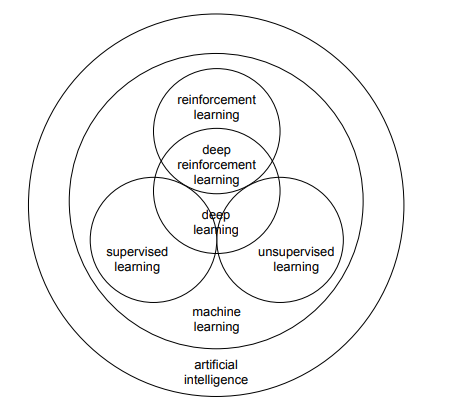 reinforcement
learning
deep
reinforcement
learning
deep
learning
supervised
learning
unsupervised
learning
machine
learning
artificial
intelligence